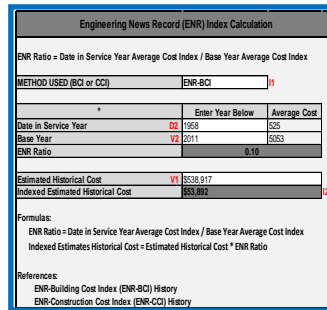 Engineering News Record (ENR) Index Calculation
ENR Ratio = Date in Service Year Average Cost Index / Base Year Average Cost Index
METHOD USED (BCI or CCI) ENR-BCI I1
* Enter Year Below Average Cost
Date in Service Year D2 1958 525
Base Year V2 2011 5053
ENR Ratio 0.10
Estimated Historical Cost V1 $538,917
Indexed Estimated Historical Cost $53,892 I2
Formulas:
ENR Ratio = Date in Service Year Average Cost Index / Base Year Average Cost Index
Indexed Estimates Historical Cost = Estimated Historical Cost * ENR Ratio
References:
ENR-Building Cost Index (ENR-BCI) History
ENR-Construction Cost Index (ENR-CCI) History